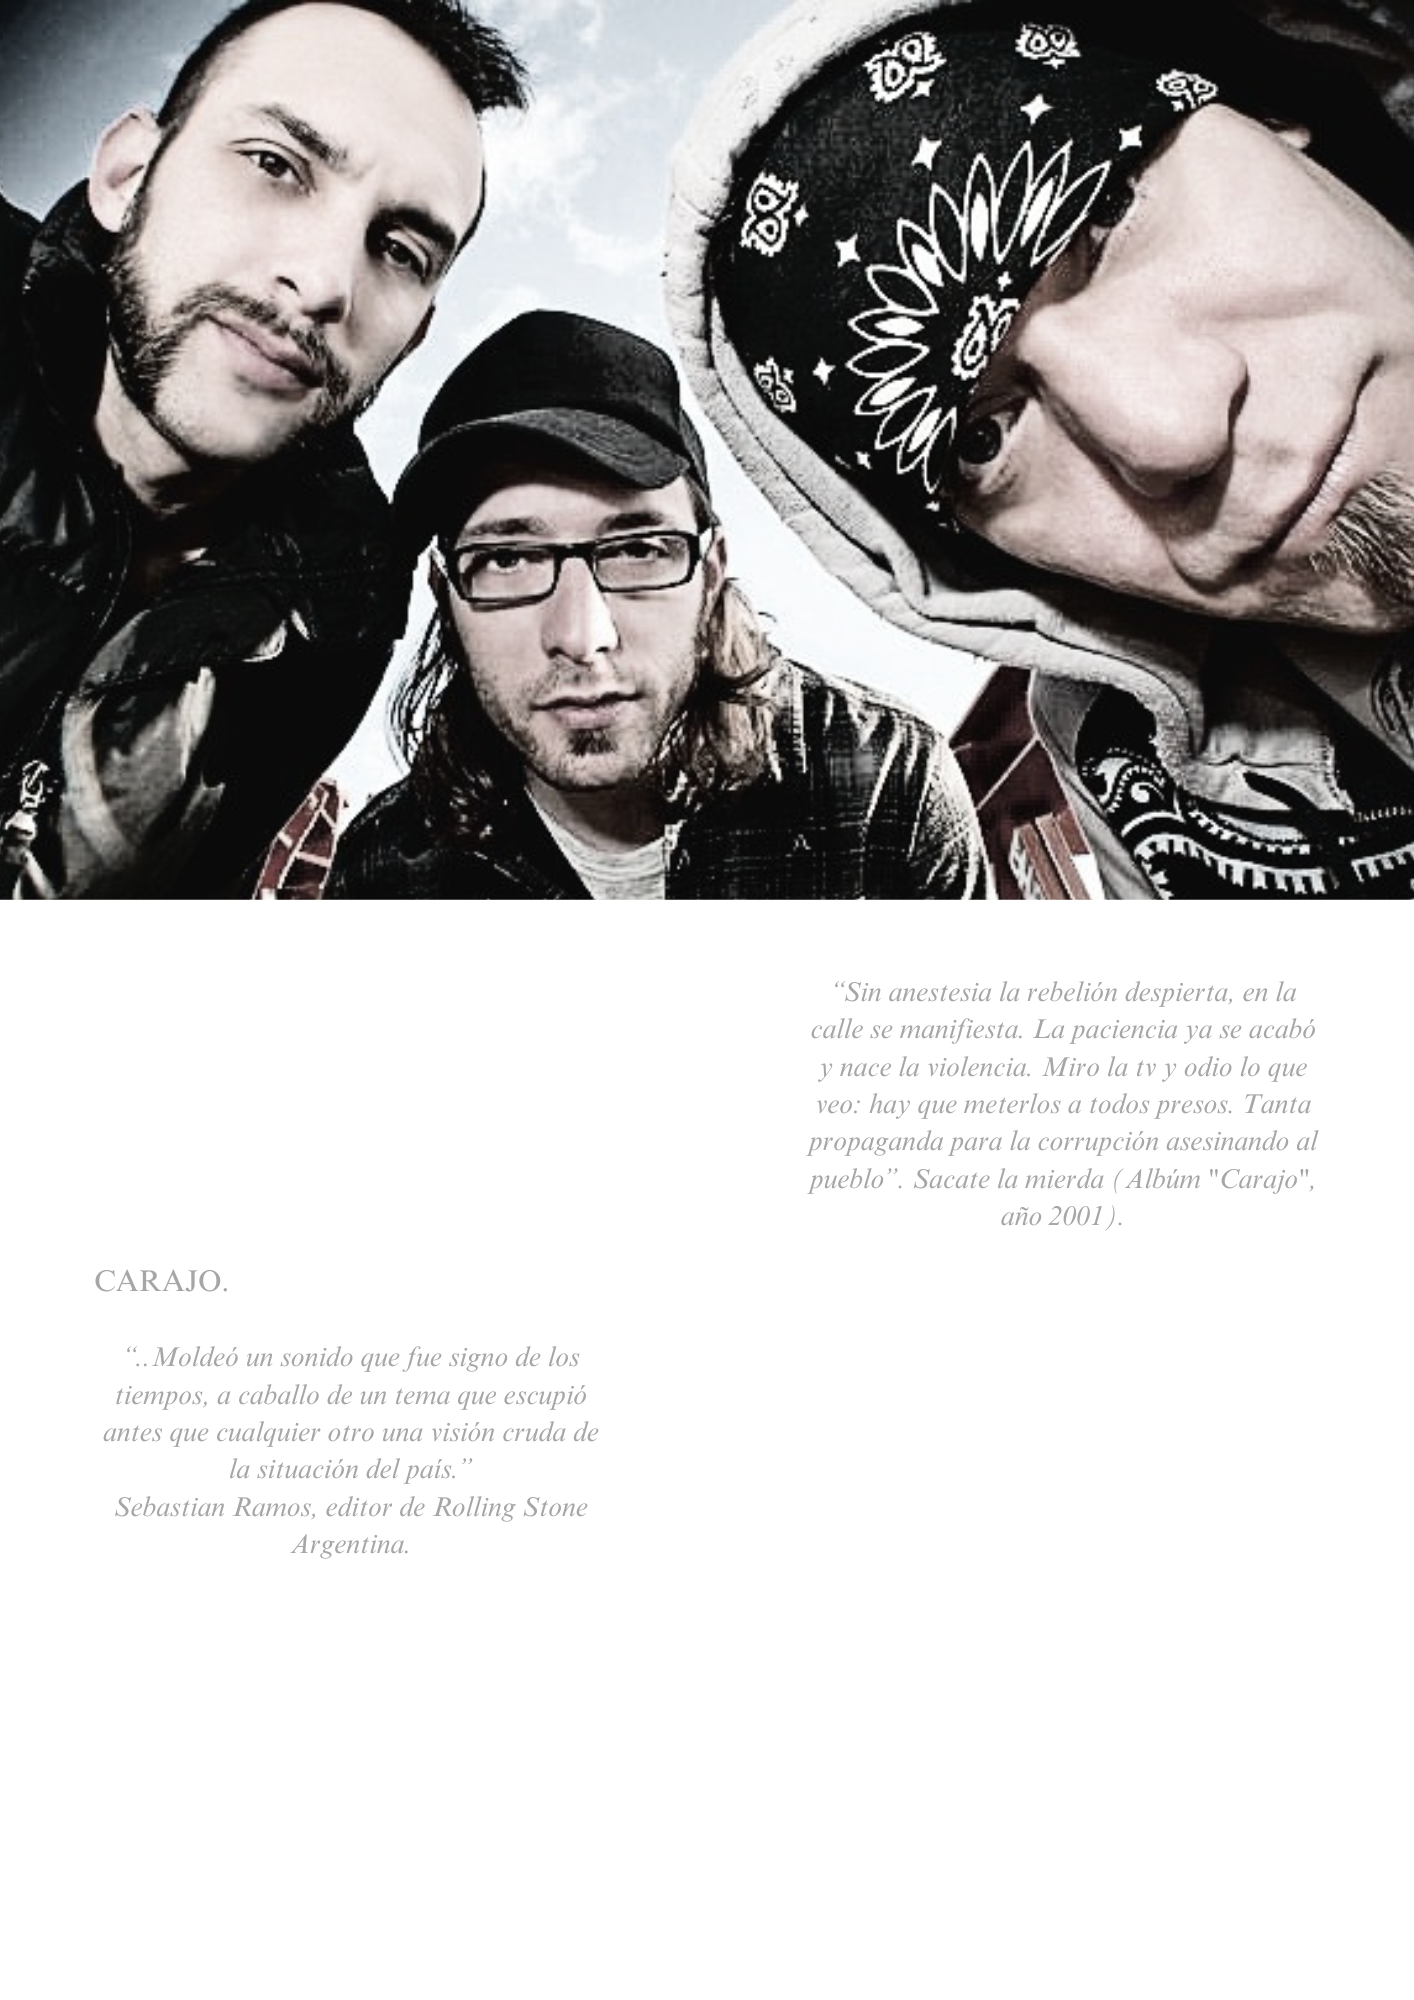 “Sin anestesia la rebelión despierta, en la
calle se manifiesta. La paciencia ya se acabó
y nace la violencia. Miro la tv y odio lo que
veo: hay que meterlos a todos presos. Tanta
propaganda para la corrupción asesinando al
pueblo”. Sacate la mierda ( Albúm "Carajo",
año 2001).
CARAJO.
“.. Moldeó un sonido que fue signo de los
tiempos, a caballo de un tema que escupió
antes que cualquier otro una visión cruda de
la situación del país.”
Sebastian Ramos, editor de Rolling Stone
Argentina.